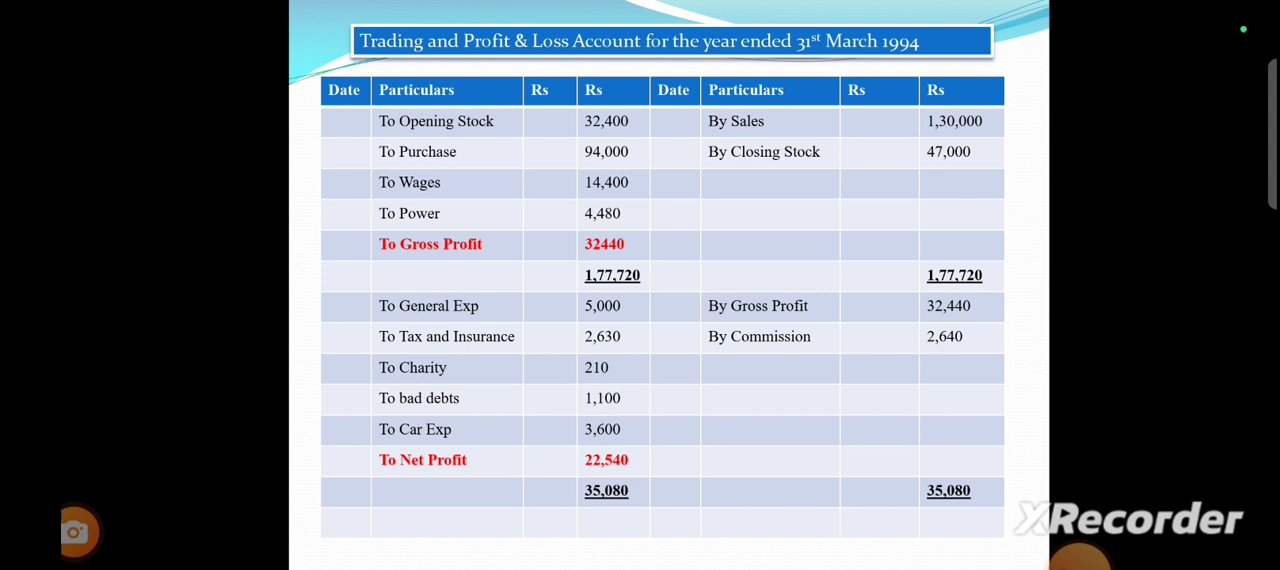 Trading and Profit & Loss Account for the year ended 31st March 1994
Date Particulars Rs Rs Date Particulars Rs Rs
To Opening Stock 32,400 By Sales 1,30,000
To Purchase 94,000 By Closing Stock 47,000
To Wages 14,400
To Power 4,480
To Gross Profit 32440
1,77,720 1,77,720
To General Exp 5,000 By Gross Profit 32,440
To Tax and Insurance 2,630 By Commission 2,640
To Charity 210
To bad debts 1,100
To Car Exp 3,600
To Net Profit 22,540
35,080 35,080
XRecorder